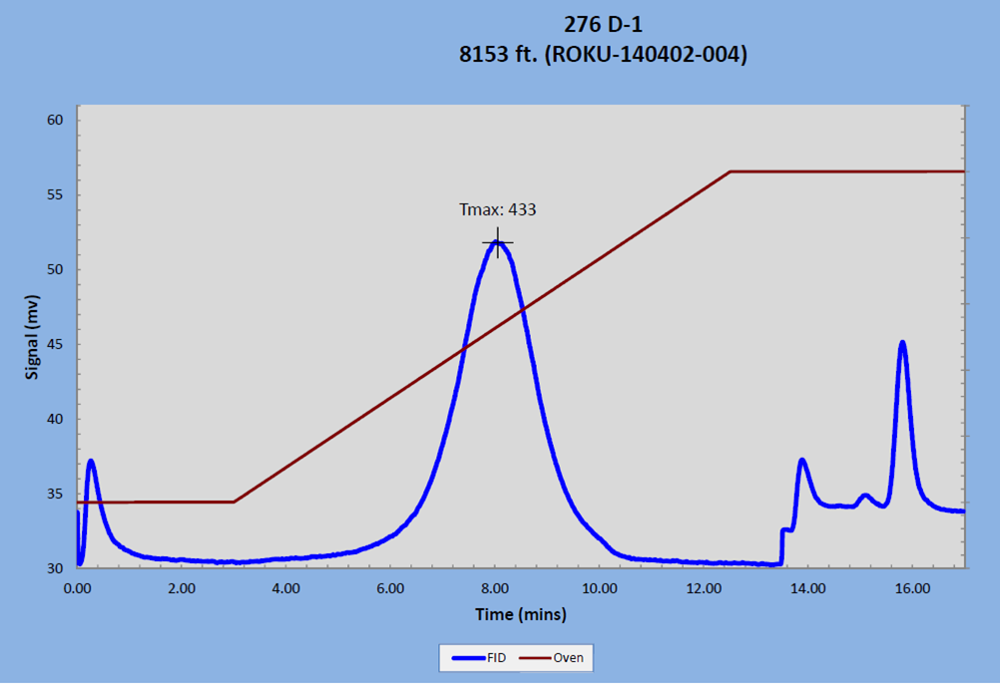 276 D-1
8153 ft. (ROKU-140402-004)
60
55
50
45
40
35
30
Signal (mv)
Tmax: 433
0.00 2.00 4.00 6.00 8.00 10.00 12.00 14.00 16.00
Time (mins)
FID Oven